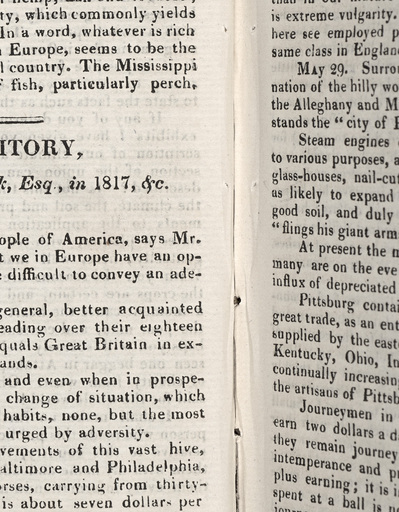 ty, which commonly yields
In a word, whatever is rich
Europe, seems to be the
l country. The Mississippi
fish, particularly perch,
ITORY,
k, Esq., in 1817, &c.
ople of America, says Mr.
t we in Europe have an op-
e difficult to convey an ade-
general, better acquainted
eading over their eighteen
quals Great Britain in ex-
ands.
and even when in prospe-
change of situation, which
habits, none, but the most
urged by adversity.
vements of this vast hive,
altimore and Philadelphia,
rses, carrying from thirty-
is about seven dollars per
is extreme vulgarity.
here see employed p
same class in England
May 29. Surro
nation of the hilly wo
the Alleghany and M
stands the "city of P
Steam engines
to various purposes, a
glass-houses, nail-cut
as likely to expand
good soil, and duly
"flings his giant arm
At present the m
many are on the eve
influx of depreciated
Pittsburg contai
great trade, as an ent
supplied by the easte
Kentucky, Ohio, In
continually increasing
the artisans of Pittsb
Journeymen in
earn two dollars a da
they remain journey
intemperance and pr
plus earning; it is i
spent at a ball is no